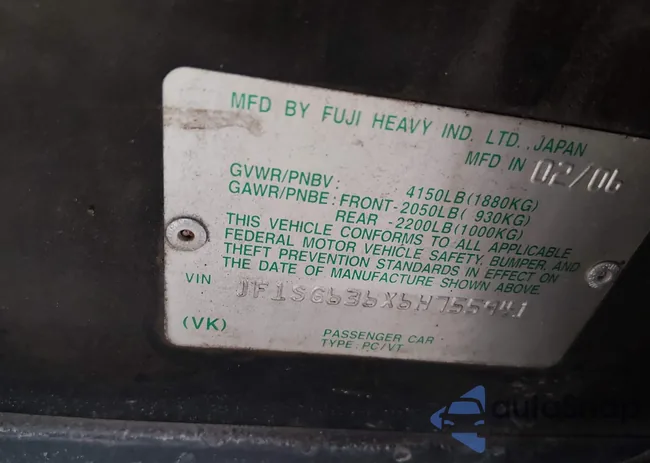 MFD BY FUJI HEAVY IND. LTD., JAPAN
MFD IN 02/06
GVWR/PNBV : 4150LB(1880KG)
GAWR/PNBE : FRONT-2050LB( 930KG)
REAR -2200LB(1000KG)
THIS VEHICLE CONFORMS TO ALL APPLICABLE
FEDERAL MOTOR VEHICLE SAFETY, BUMPER, AND
THEFT PREVENTION STANDARDS IN EFFECT ON
THE DATE OF MANUFACTURE SHOWN ABOVE.
VIN JF1SG636X6H755941
(VK)
PASSENGER CAR
TYPE: PC/VT